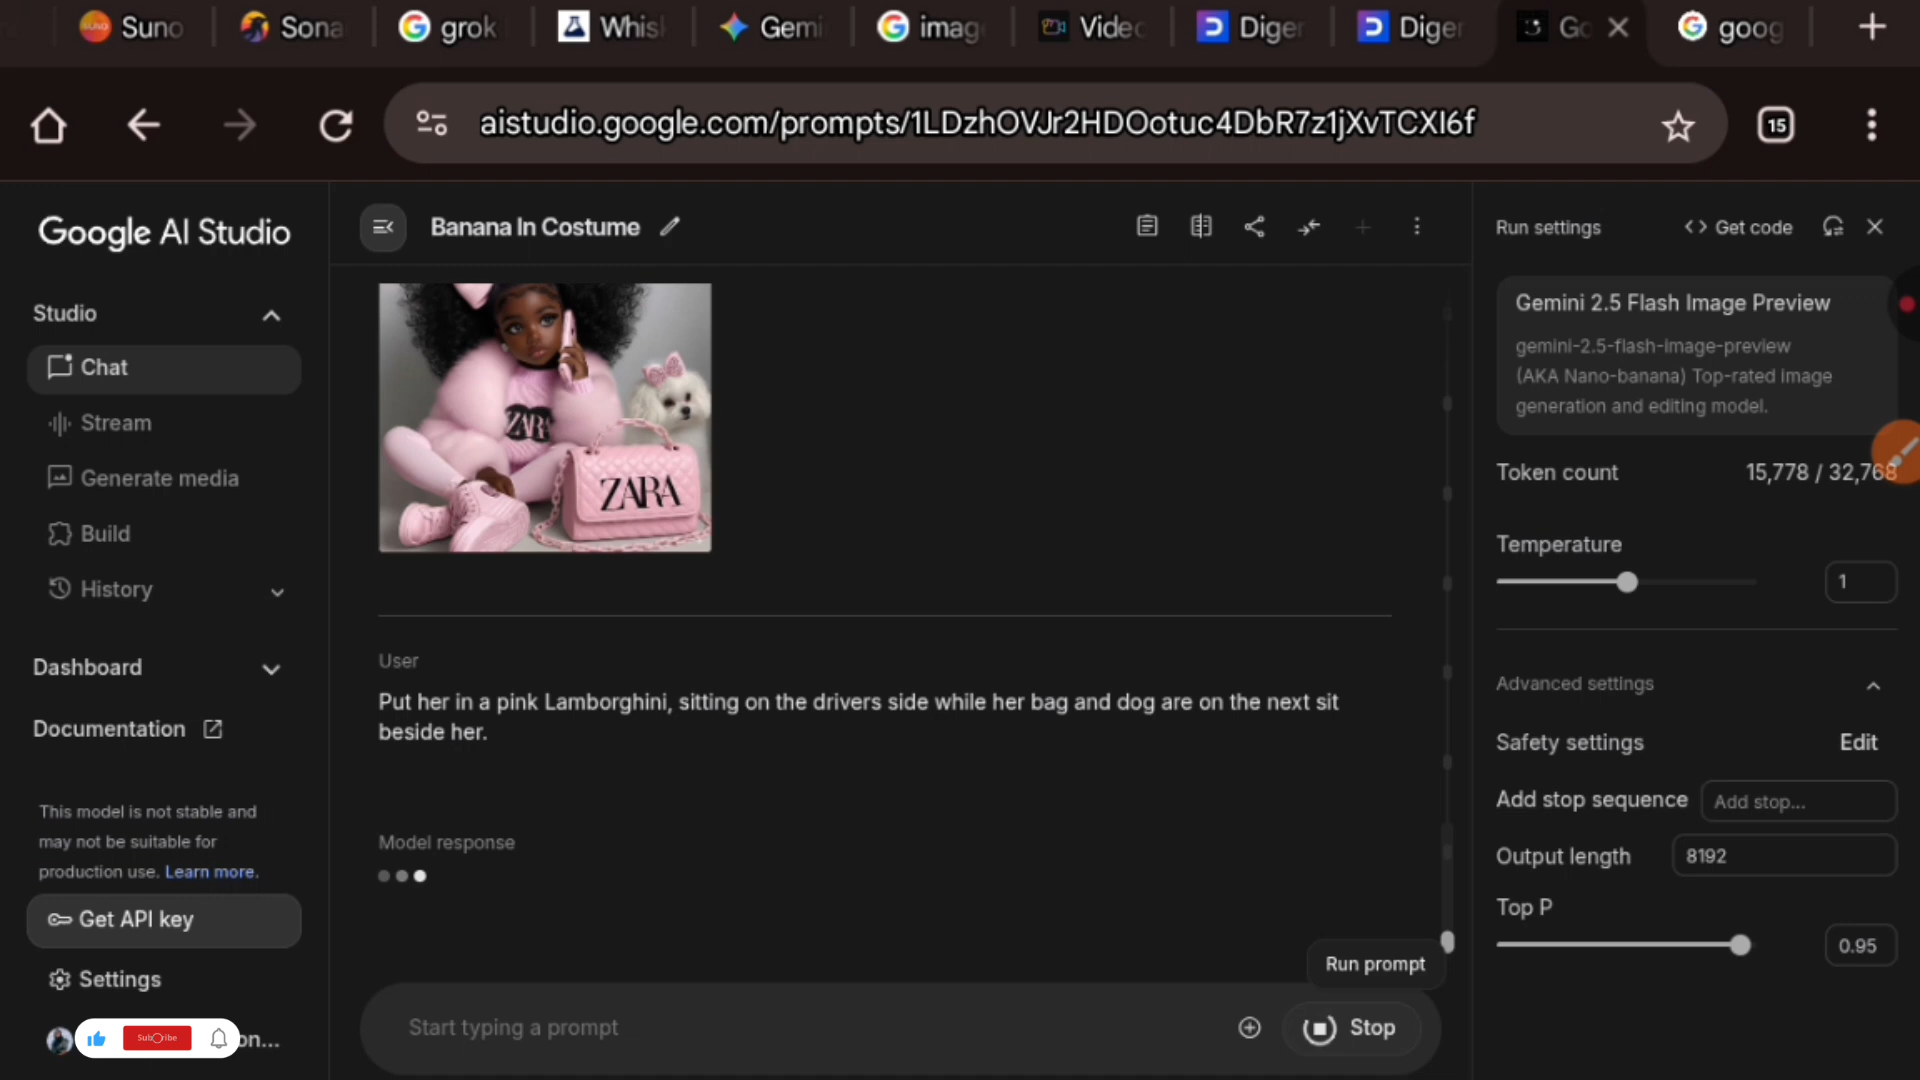 Suno
Sona
grok
Whisk
Gemi
imag
Video
Diger
Diger
Go
goog
aistudio.google.com/prompts/1LDzhOVJr2HDOotuc4DbR7z1jXvTCXI6f
15
Google AI Studio
Banana In Costume
Run settings
Get code
Studio
Chat
Stream
Generate media
Build
History
Dashboard
Documentation
This model is not stable and
may not be suitable for
production use. Learn more.
Get API key
Settings
Subscribe
on...
ZARA
ZARA
User
Put her in a pink Lamborghini, sitting on the drivers side while her bag and dog are on the next sit
beside her.
Model response
Run prompt
Start typing a prompt
Stop
Gemini 2.5 Flash Image Preview
gemini-2.5-flash-image-preview
(AKA Nano-banana) Top-rated image
generation and editing model.
Token count
15,778 / 32,768
Temperature
1
Advanced settings
Safety settings
Edit
Add stop sequence
Add stop...
Output length
8192
Top P
0.95